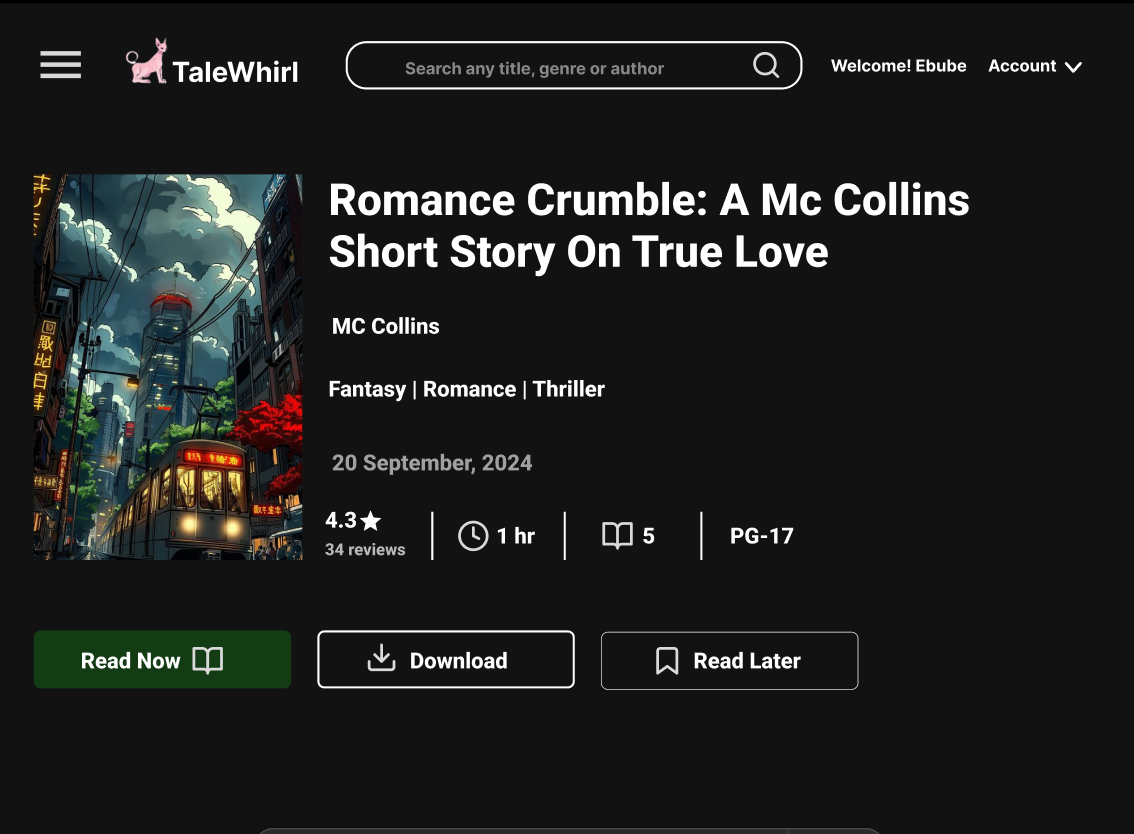 TaleWhirl
Search any title, genre or author
Welcome! Ebube
Account
Romance Crumble: A Mc Collins
Short Story On True Love
MC Collins
Fantasy | Romance | Thriller
20 September, 2024
4.3
34 reviews
1 hr
5
PG-17
Read Now
Download
Read Later